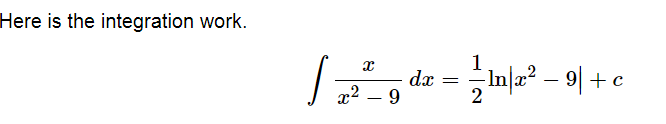 Here is the integration work.
∫ x / (x² − 9) dx = 1/2 ln|x² − 9| + c